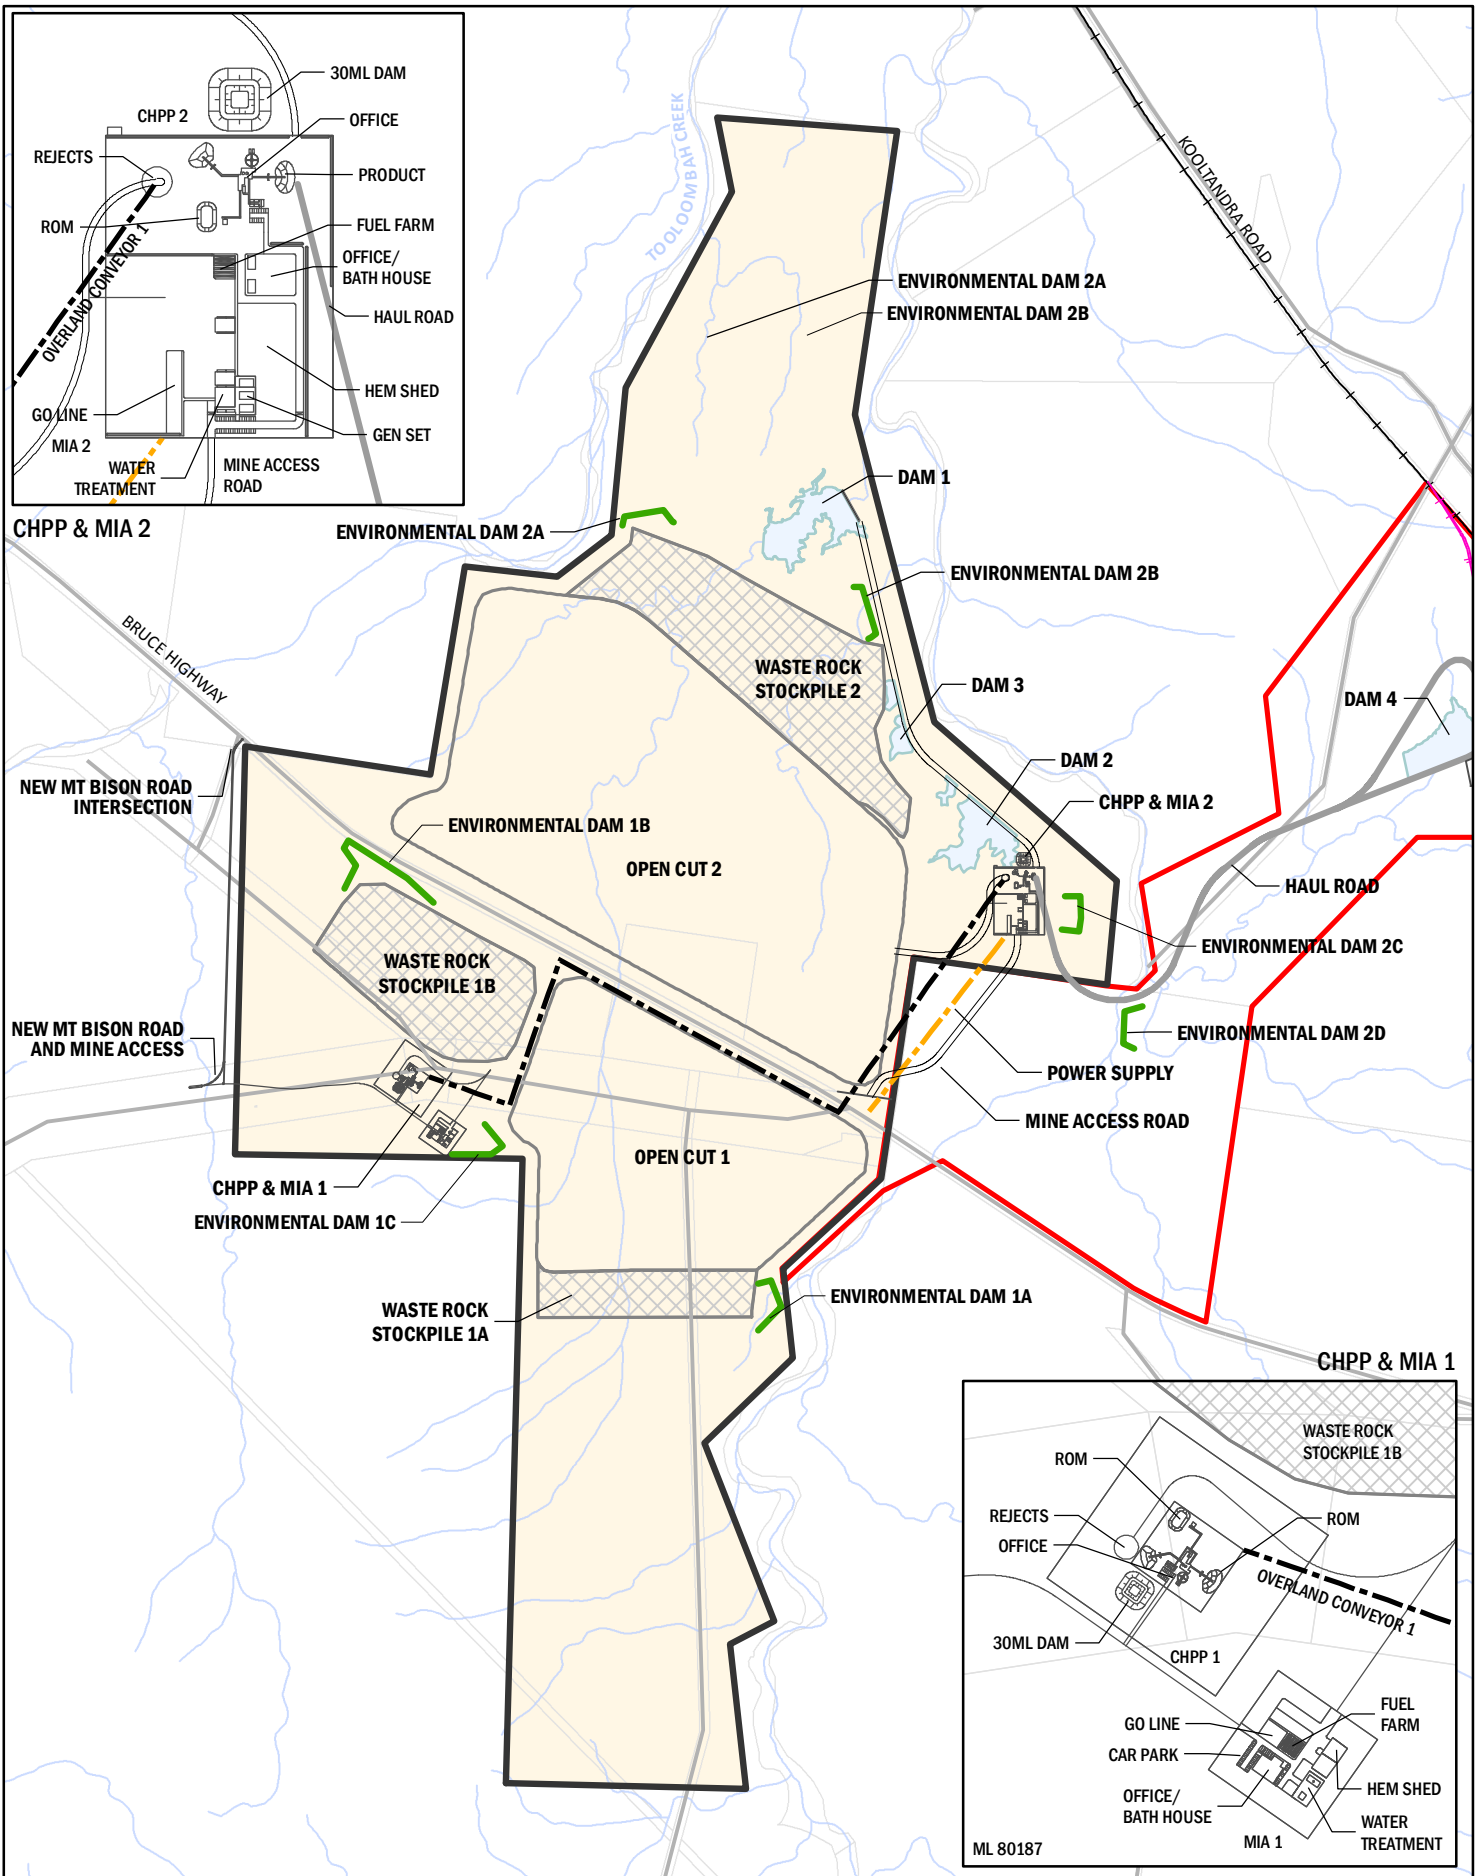 30ML DAM
CHPP 2
OFFICE
REJECTS
PRODUCT
ROM
FUEL FARM
OFFICE/
BATH HOUSE
OVERLAND CONVEYOR 1
HAUL ROAD
HEM SHED
GO LINE
GEN SET
MIA 2
WATER
TREATMENT
MINE ACCESS
ROAD
CHPP & MIA 2
TO OLOOMBAH CREEK
KOOLTANDRA ROAD
ENVIRONMENTAL DAM 2A
ENVIRONMENTAL DAM 2B
DAM 1
ENVIRONMENTAL DAM 2A
ENVIRONMENTAL DAM 2B
BRUCE HIGHWAY
WASTE ROCK
STOCKPILE 2
DAM 3
DAM 4
DAM 2
NEW MT BISON ROAD
INTERSECTION
CHPP & MIA 2
ENVIRONMENTAL DAM 1B
OPEN CUT 2
HAUL ROAD
ENVIRONMENTAL DAM 2C
WASTE ROCK
STOCKPILE 1B
NEW MT BISON ROAD
AND MINE ACCESS
ENVIRONMENTAL DAM 2D
POWER SUPPLY
MINE ACCESS ROAD
OPEN CUT 1
CHPP & MIA 1
ENVIRONMENTAL DAM 1C
ENVIRONMENTAL DAM 1A
WASTE ROCK
STOCKPILE 1A
CHPP & MIA 1
WASTE ROCK
STOCKPILE 1B
ROM
REJECTS
ROM
OFFICE
OVERLAND CONVEYOR 1
30ML DAM
CHPP 1
FUEL
FARM
GO LINE
CAR PARK
HEM SHED
OFFICE/
BATH HOUSE
WATER
TREATMENT
MIA 1
ML 80187